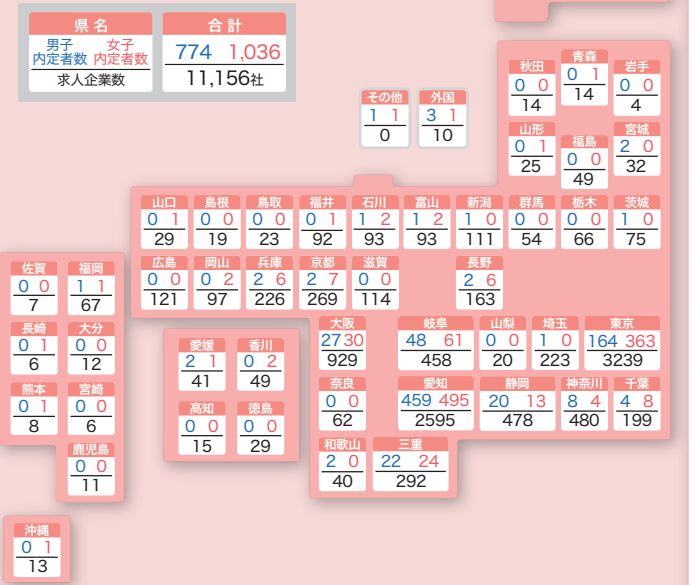 県名
男子 女子
内定者数 内定者数
求人企業数
合計
774 1,036
11,156社
その他
1 1
0
外国
3 1
10
秋田
0 0
14
青森
0 1
14
岩手
0 0
4
山形
0 1
25
福島
0 0
49
宮城
2 0
32
山口
0 1
29
島根
0 0
19
鳥取
0 0
23
福井
0 1
92
石川
1 2
93
富山
1 2
93
新潟
1 0
111
群馬
0 0
54
栃木
0 0
66
茨城
1 0
75
広島
0 0
121
岡山
0 2
97
兵庫
2 6
226
京都
2 7
269
滋賀
0 0
114
長野
2 6
163
佐賀
0 0
7
福岡
1 1
67
長崎
0 1
6
大分
0 0
12
熊本
0 1
8
宮崎
0 0
6
鹿児島
0 0
11
沖縄
0 1
13
愛媛
2 1
41
香川
0 2
49
高知
0 0
15
徳島
0 0
29
大阪
27 30
929
岐阜
48 61
458
山梨
0 0
20
埼玉
1 0
223
東京
164 363
3239
奈良
0 0
62
愛知
459 495
2595
静岡
20 13
478
神奈川
8 4
480
千葉
4 8
199
和歌山
2 0
40
三重
22 24
292